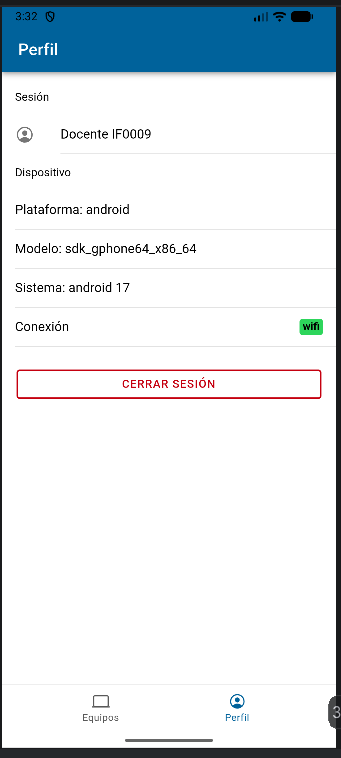 3:32
Perfil
Sesión
Docente IF0009
Dispositivo
Plataforma: android
Modelo: sdk_gphone64_x86_64
Sistema: android 17
Conexión wifi
CERRAR SESIÓN
Equipos Perfil
3